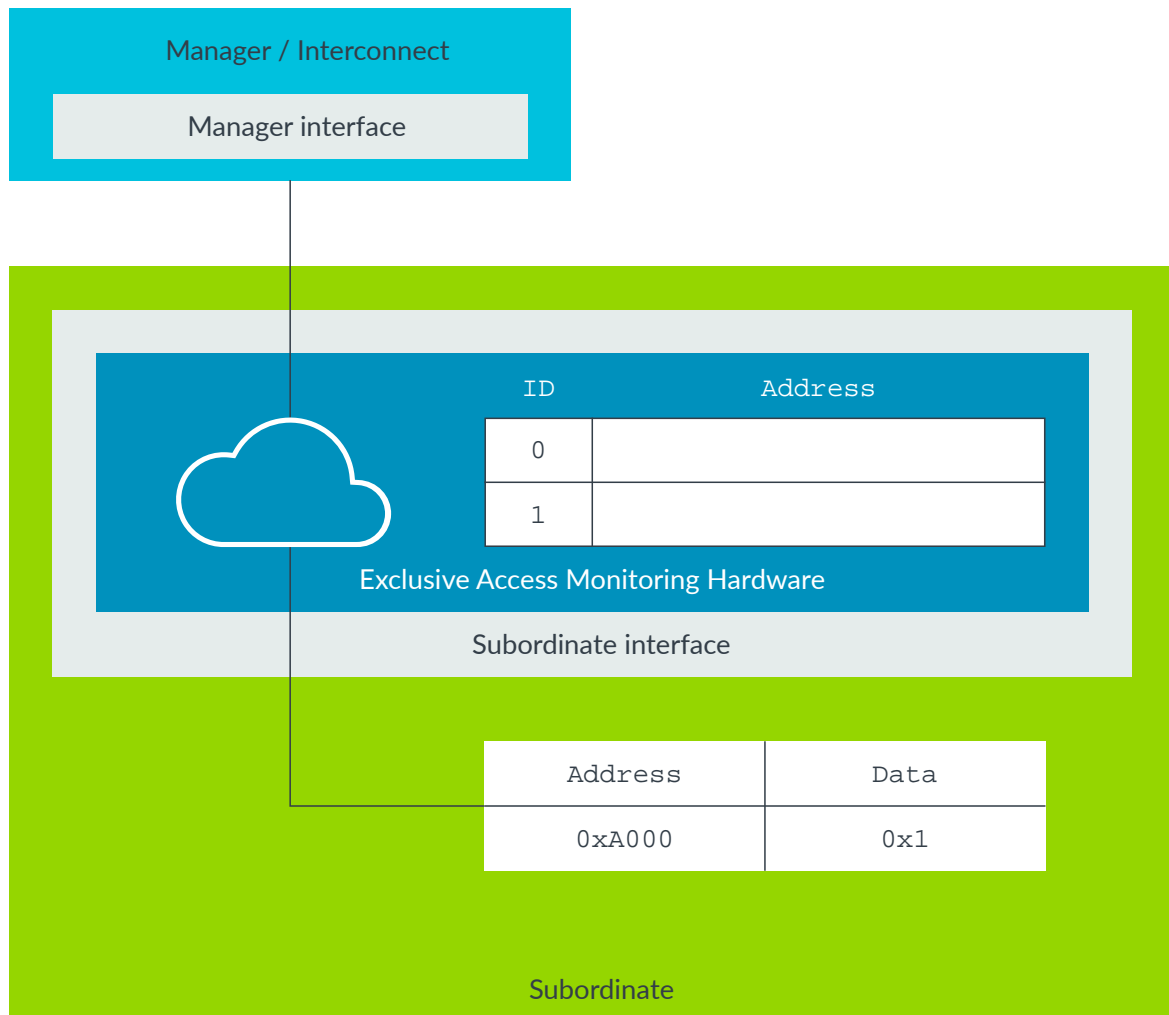 Manager / Interconnect
Manager interface
ID Address
0
1
Exclusive Access Monitoring Hardware
Subordinate interface
Address Data
0xA000 0x1
Subordinate